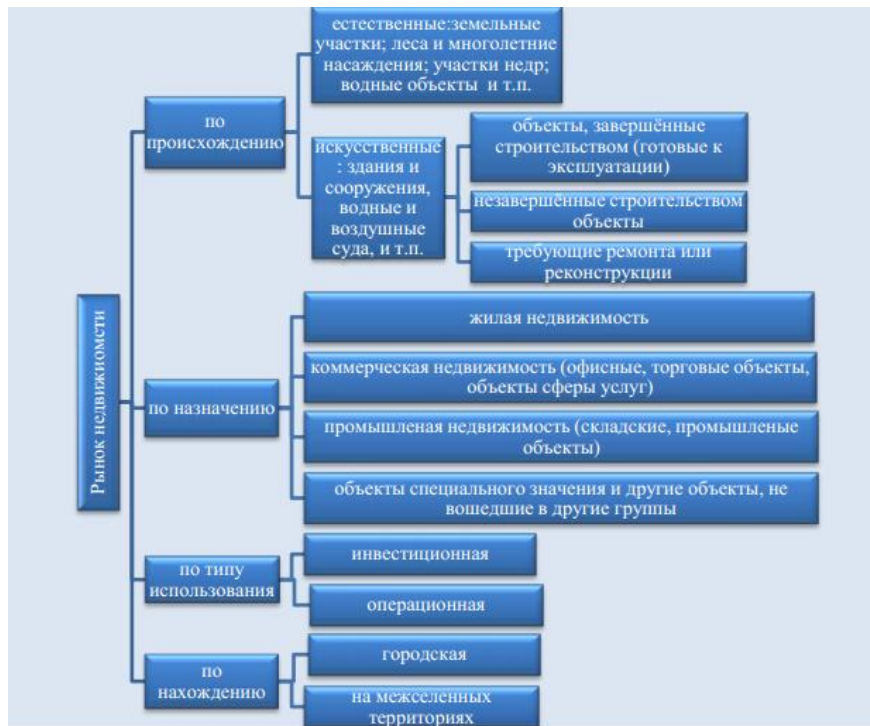 Рынок недвижиомсти
по
происхождению
естественные:земельные
участки; леса и многолетние
насаждения; участки недр;
водные объекты и т.п.
искусственные
: здания и
сооружения,
водные и
воздушные
суда, и т.п.
объекты, завершённые
строительством (готовые к
эксплуатации)
незавершённые строительством
объекты
требующие ремонта или
реконструкции
по назначению
жилая недвижимость
коммерческая недвижимость (офисные, торговые объекты,
объекты сферы услуг)
промышленая недвижимость (складские, промышленые
объекты)
объекты специального значения и другие объекты, не
вошедшие в другие группы
по типу
использования
инвестиционная
операционная
по
нахождению
городская
на межселенных
территориях